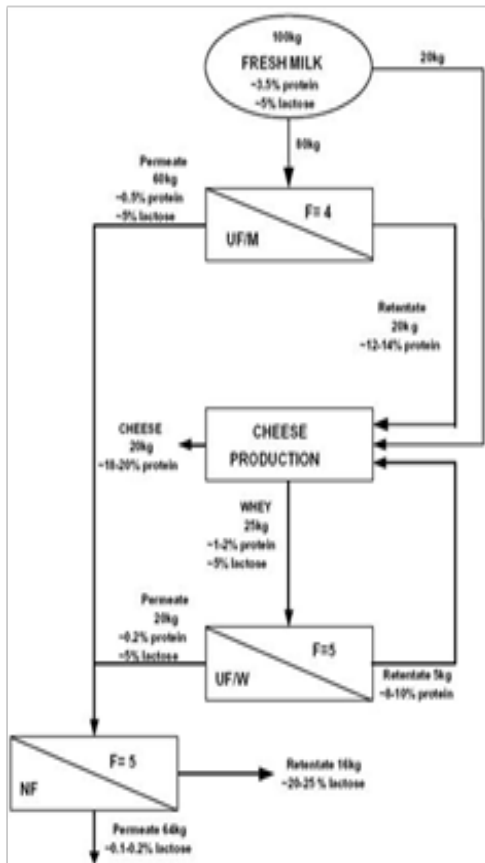 100kg
FRESH MILK
~3.5% protein
~5% lactose
20kg
80kg
Permeate
60kg
~0.5% protein
~5% lactose
F= 4
UF/M
Retentate
20k g
~12-14% protein
CHEESE
20kg
~18-20% protein
CHEESE
PRODUCTION
WHEY
25kg
~1-2% protein
~5% lactose
Permeate
20kg
~0.2% protein
~5% lactose
F=5
UF/W
Retentate 5kg
~8-10% protein
F= 5
NF
Retentate 16kg
~20-25 % lactose
Permeate 64kg
~0.1-0.2% lactose